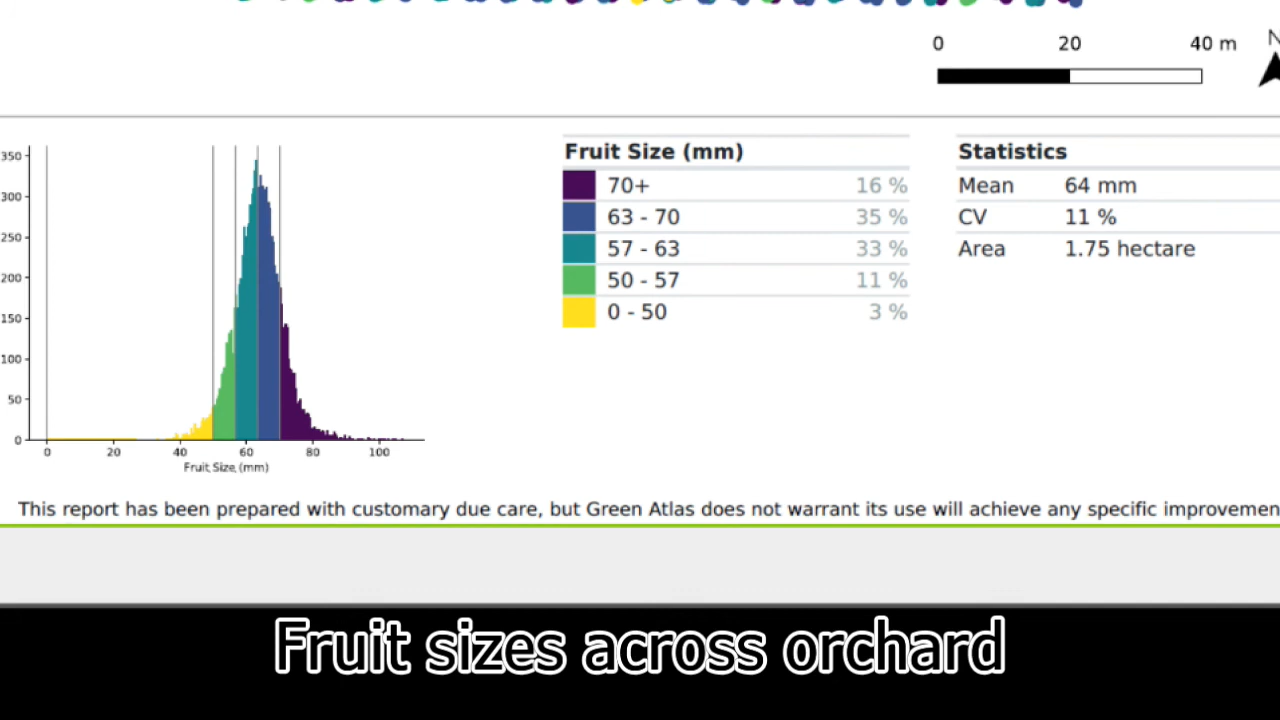 0 20 40 m N
350
300
250
200
150
100
50
0
0 20 40 60 80 100
Fruit Size (mm)
Fruit Size (mm)
70+ 16 %
63 - 70 35 %
57 - 63 33 %
50 - 57 11 %
0 - 50 3 %
Statistics
Mean 64 mm
CV 11 %
Area 1.75 hectare
This report has been prepared with customary due care, but Green Atlas does not warrant its use will achieve any specific improvemen
Fruit sizes across orchard